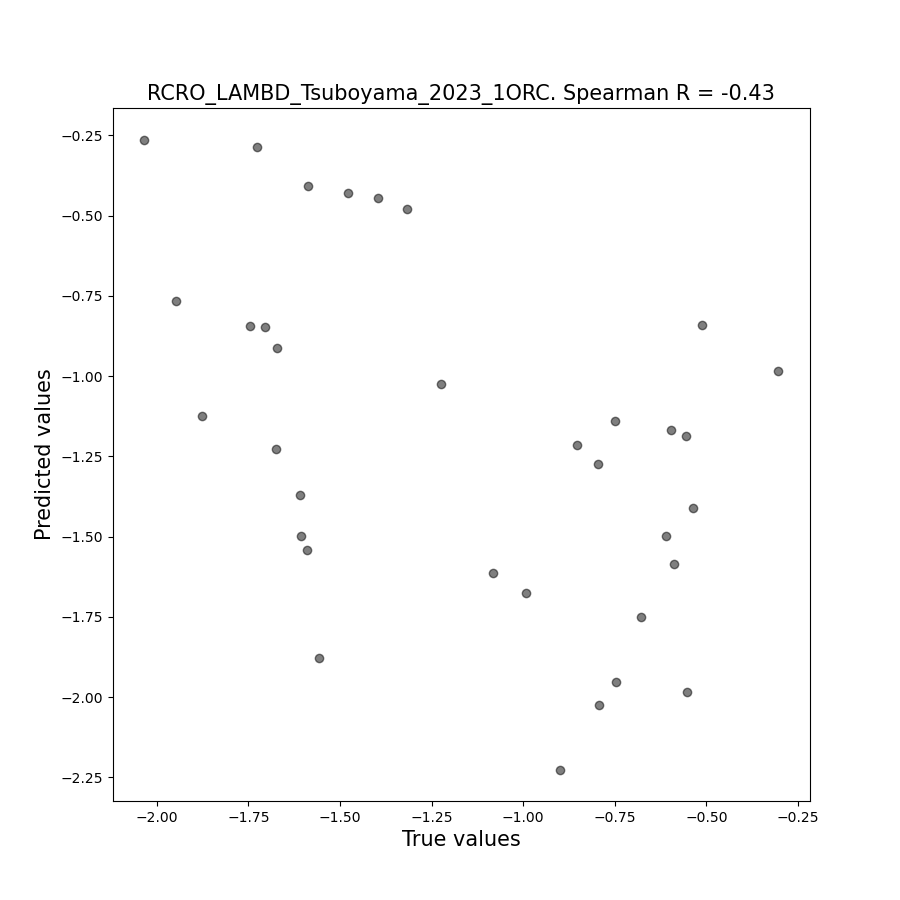 RCRO_LAMBD_Tsuboyama_2023_1ORC. Spearman R = -0.43
−0.25
−0.50
−0.75
−1.00
−1.25
−1.50
−1.75
−2.00
−2.25
Predicted values
−2.00 −1.75 −1.50 −1.25 −1.00 −0.75 −0.50 −0.25
True values